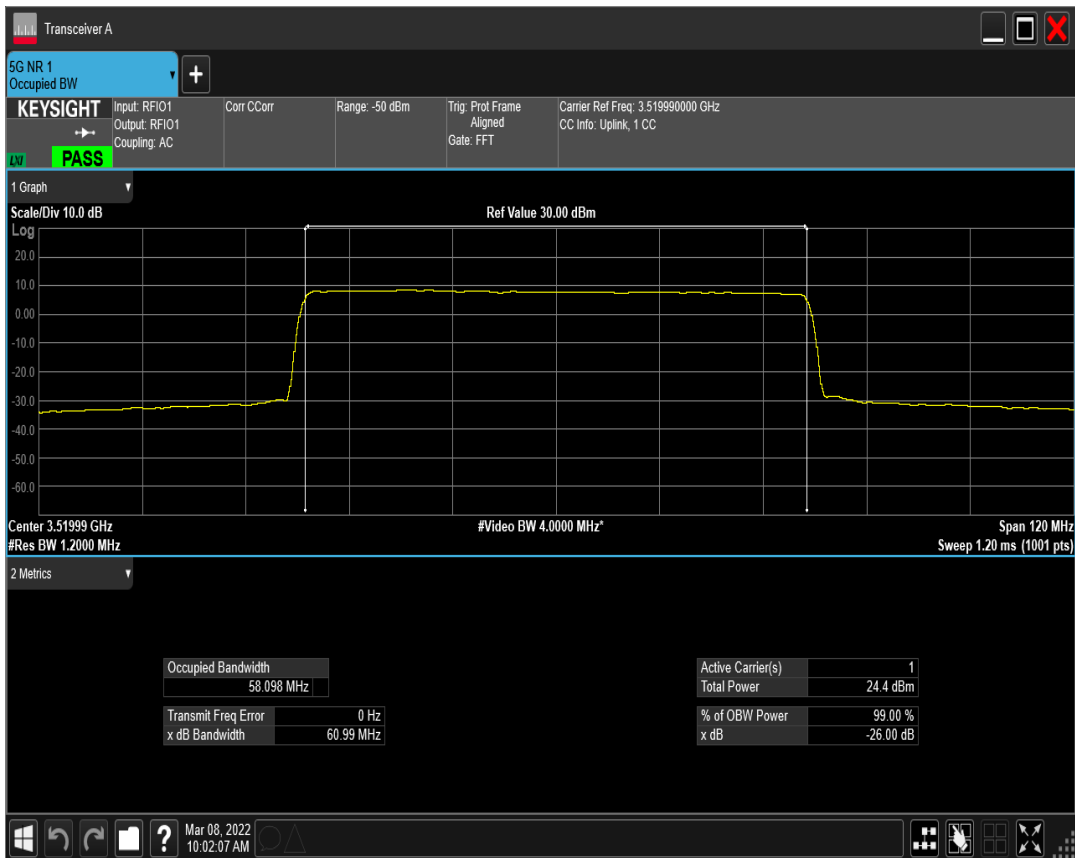 Transceiver A
5G NR 1
Occupied BW
+
KEYSIGHT
LXI
PASS
Input: RFIO1
Output: RFIO1
Coupling: AC
Corr CCorr
Range: -50 dBm
Trig: Prot Frame
Aligned
Gate: FFT
Carrier Ref Freq: 3.519990000 GHz
CC Info: Uplink, 1 CC
1 Graph
Scale/Div 10.0 dB
Ref Value 30.00 dBm
Log
20.0
10.0
0.00
-10.0
-20.0
-30.0
-40.0
-50.0
-60.0
Center 3.51999 GHz
#Video BW 4.0000 MHz*
Span 120 MHz
#Res BW 1.2000 MHz
Sweep 1.20 ms (1001 pts)
2 Metrics
Occupied Bandwidth
58.098 MHz
Transmit Freq Error 0 Hz
x dB Bandwidth 60.99 MHz
Active Carrier(s) 1
Total Power 24.4 dBm
% of OBW Power 99.00 %
x dB -26.00 dB
?
Mar 08, 2022
10:02:07 AM